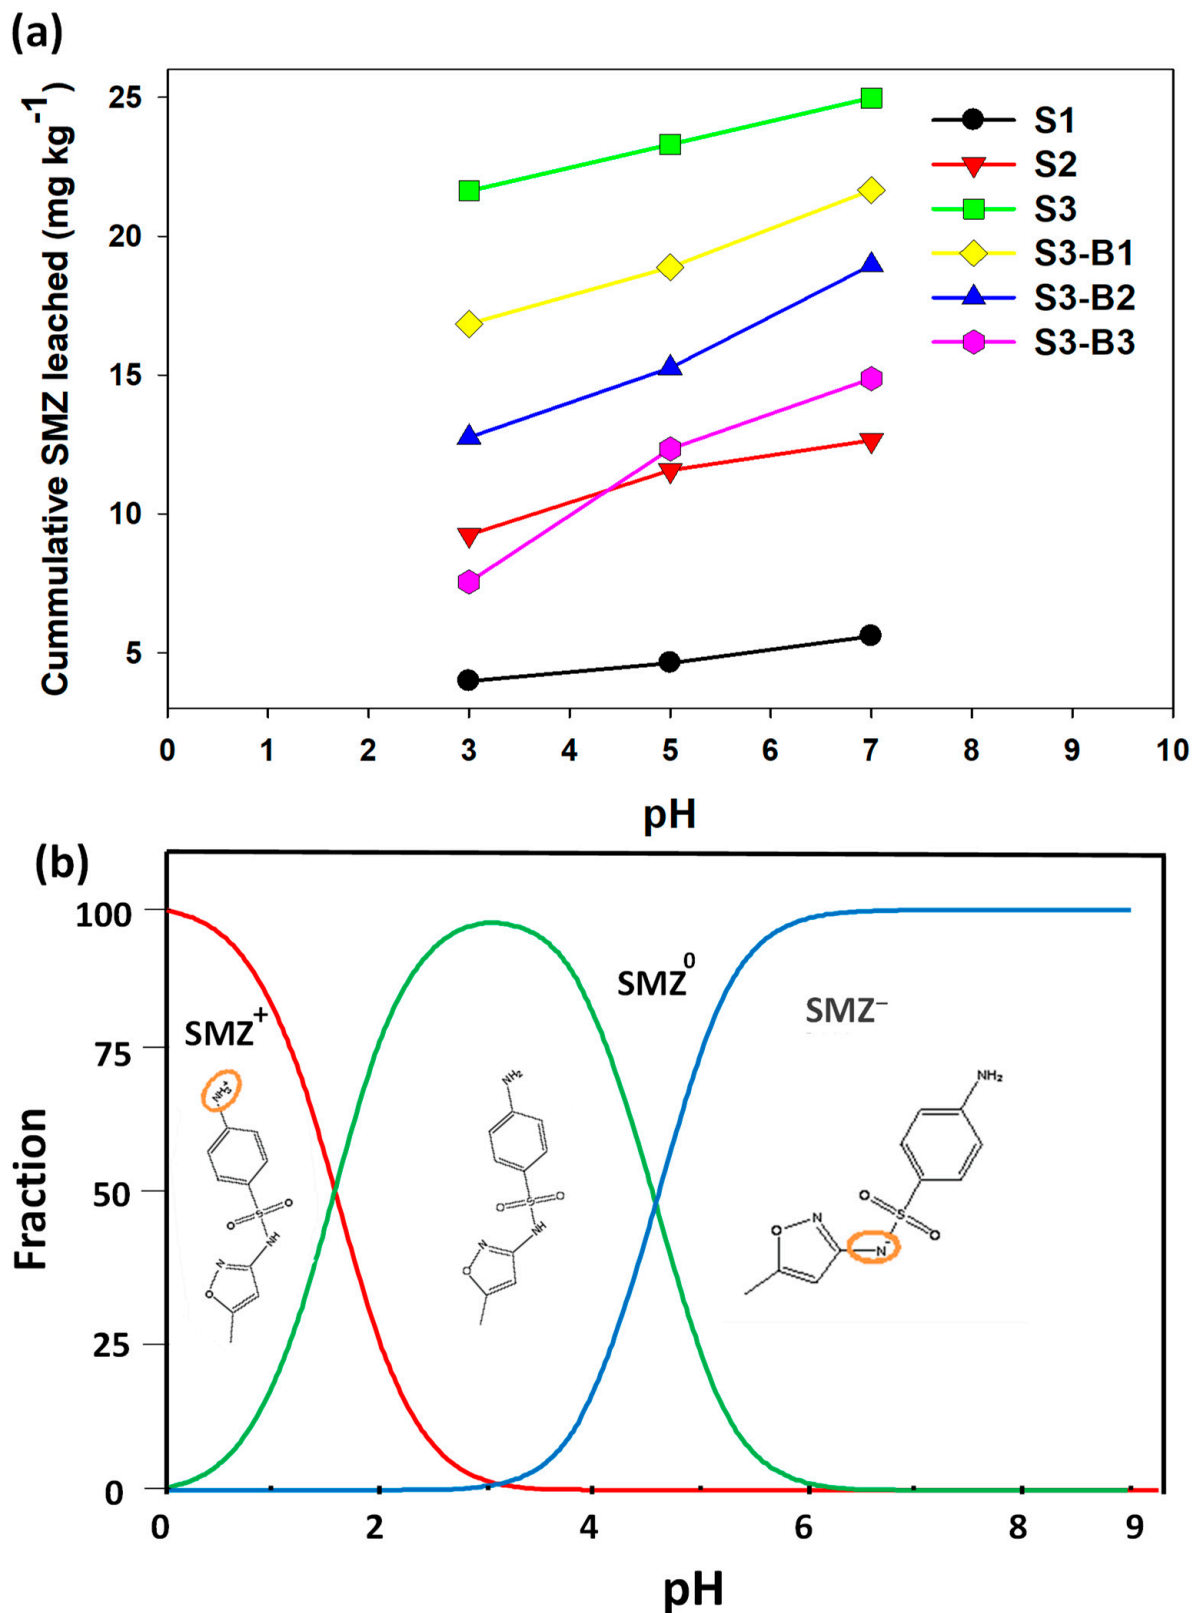 (a)
Cummulative SMZ leached (mg kg⁻¹)
25
20
15
10
5
0 1 2 3 4 5 6 7 8 9 10
pH
S1
S2
S3
S3-B1
S3-B2
S3-B3
(b)
Fraction
100
75
50
25
0
0 2 4 6 8 9
pH
SMZ⁺
SMZ⁰
SMZ⁻
NH₃⁺
O
S
O
NH
N
O
NH₂
S
O
O
NH
N
O
NH₂
O
S
O
N
O
N⁻